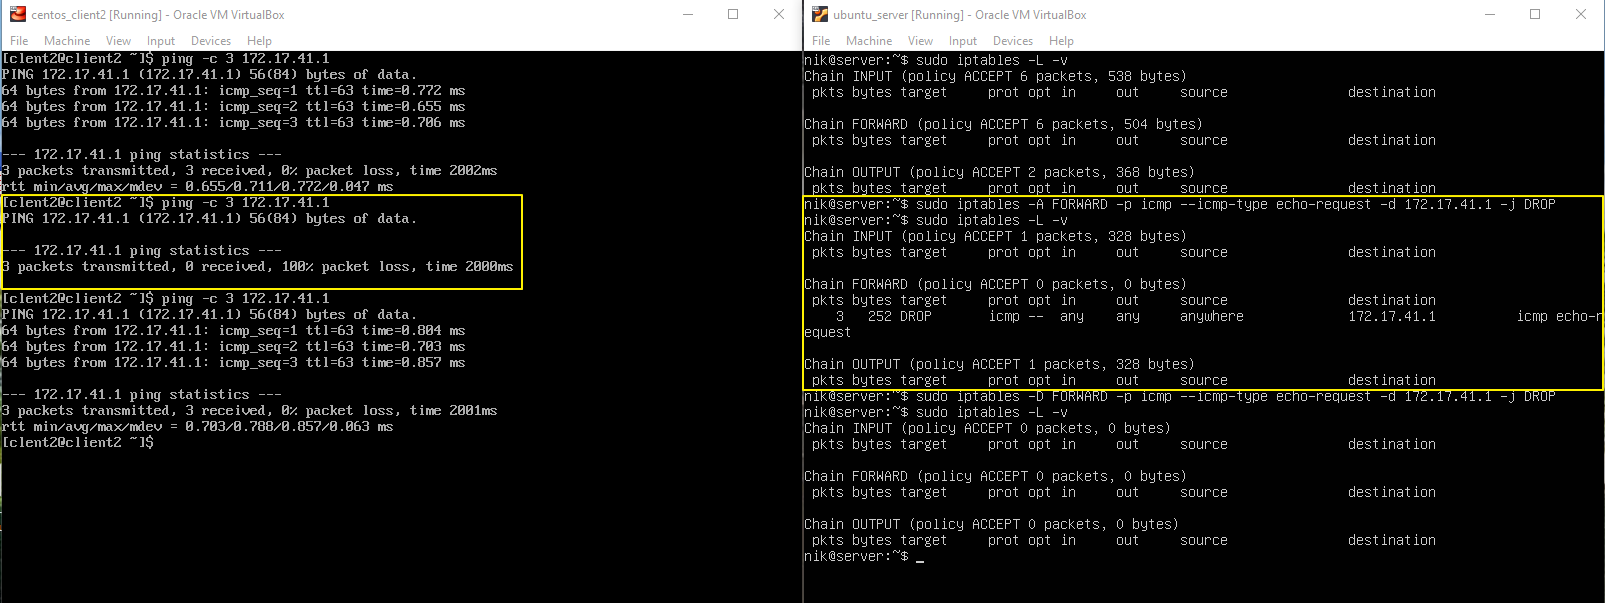 centos_client2 [Running] - Oracle VM VirtualBox
File Machine View Input Devices Help
[clent2@client2 ~]$ ping -c 3 172.17.41.1
PING 172.17.41.1 (172.17.41.1) 56(84) bytes of data.
64 bytes from 172.17.41.1: icmp_seq=1 ttl=63 time=0.772 ms
64 bytes from 172.17.41.1: icmp_seq=2 ttl=63 time=0.655 ms
64 bytes from 172.17.41.1: icmp_seq=3 ttl=63 time=0.706 ms
--- 172.17.41.1 ping statistics ---
3 packets transmitted, 3 received, 0% packet loss, time 2002ms
rtt min/avg/max/mdev = 0.655/0.711/0.772/0.047 ms
[clent2@client2 ~]$ ping -c 3 172.17.41.1
PING 172.17.41.1 (172.17.41.1) 56(84) bytes of data.
--- 172.17.41.1 ping statistics ---
3 packets transmitted, 0 received, 100% packet loss, time 2000ms
[clent2@client2 ~]$ ping -c 3 172.17.41.1
PING 172.17.41.1 (172.17.41.1) 56(84) bytes of data.
64 bytes from 172.17.41.1: icmp_seq=1 ttl=63 time=0.804 ms
64 bytes from 172.17.41.1: icmp_seq=2 ttl=63 time=0.703 ms
64 bytes from 172.17.41.1: icmp_seq=3 ttl=63 time=0.857 ms
--- 172.17.41.1 ping statistics ---
3 packets transmitted, 3 received, 0% packet loss, time 2001ms
rtt min/avg/max/mdev = 0.703/0.788/0.857/0.063 ms
[clent2@client2 ~]$
ubuntu_server [Running] - Oracle VM VirtualBox
File Machine View Input Devices Help
nik@server:~$ sudo iptables -L -v
Chain INPUT (policy ACCEPT 6 packets, 538 bytes)
pkts bytes target prot opt in out source destination
Chain FORWARD (policy ACCEPT 6 packets, 504 bytes)
pkts bytes target prot opt in out source destination
Chain OUTPUT (policy ACCEPT 2 packets, 368 bytes)
pkts bytes target prot opt in out source destination
nik@server:~$ sudo iptables -A FORWARD -p icmp --icmp-type echo-request -d 172.17.41.1 -j DROP
nik@server:~$ sudo iptables -L -v
Chain INPUT (policy ACCEPT 1 packets, 328 bytes)
pkts bytes target prot opt in out source destination
Chain FORWARD (policy ACCEPT 0 packets, 0 bytes)
pkts bytes target prot opt in out source destination
3 252 DROP icmp -- any any anywhere 172.17.41.1 icmp echo-r
equest
Chain OUTPUT (policy ACCEPT 1 packets, 328 bytes)
pkts bytes target prot opt in out source destination
nik@server:~$ sudo iptables -D FORWARD -p icmp --icmp-type echo-request -d 172.17.41.1 -j DROP
nik@server:~$ sudo iptables -L -v
Chain INPUT (policy ACCEPT 0 packets, 0 bytes)
pkts bytes target prot opt in out source destination
Chain FORWARD (policy ACCEPT 0 packets, 0 bytes)
pkts bytes target prot opt in out source destination
Chain OUTPUT (policy ACCEPT 0 packets, 0 bytes)
pkts bytes target prot opt in out source destination
nik@server:~$ _